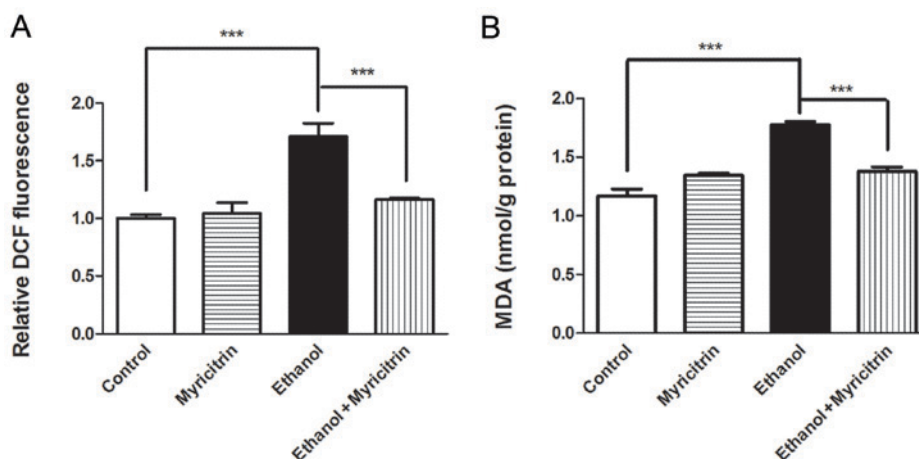 A
***
***
Relative DCF fluorescence
2.0
1.5
1.0
0.5
0.0
Control
Myricitrin
Ethanol
Ethanol + Myricitrin
B
***
***
MDA (nmol/g protein)
2.0
1.5
1.0
0.5
0.0
Control
Myricitrin
Ethanol
Ethanol + Myricitrin